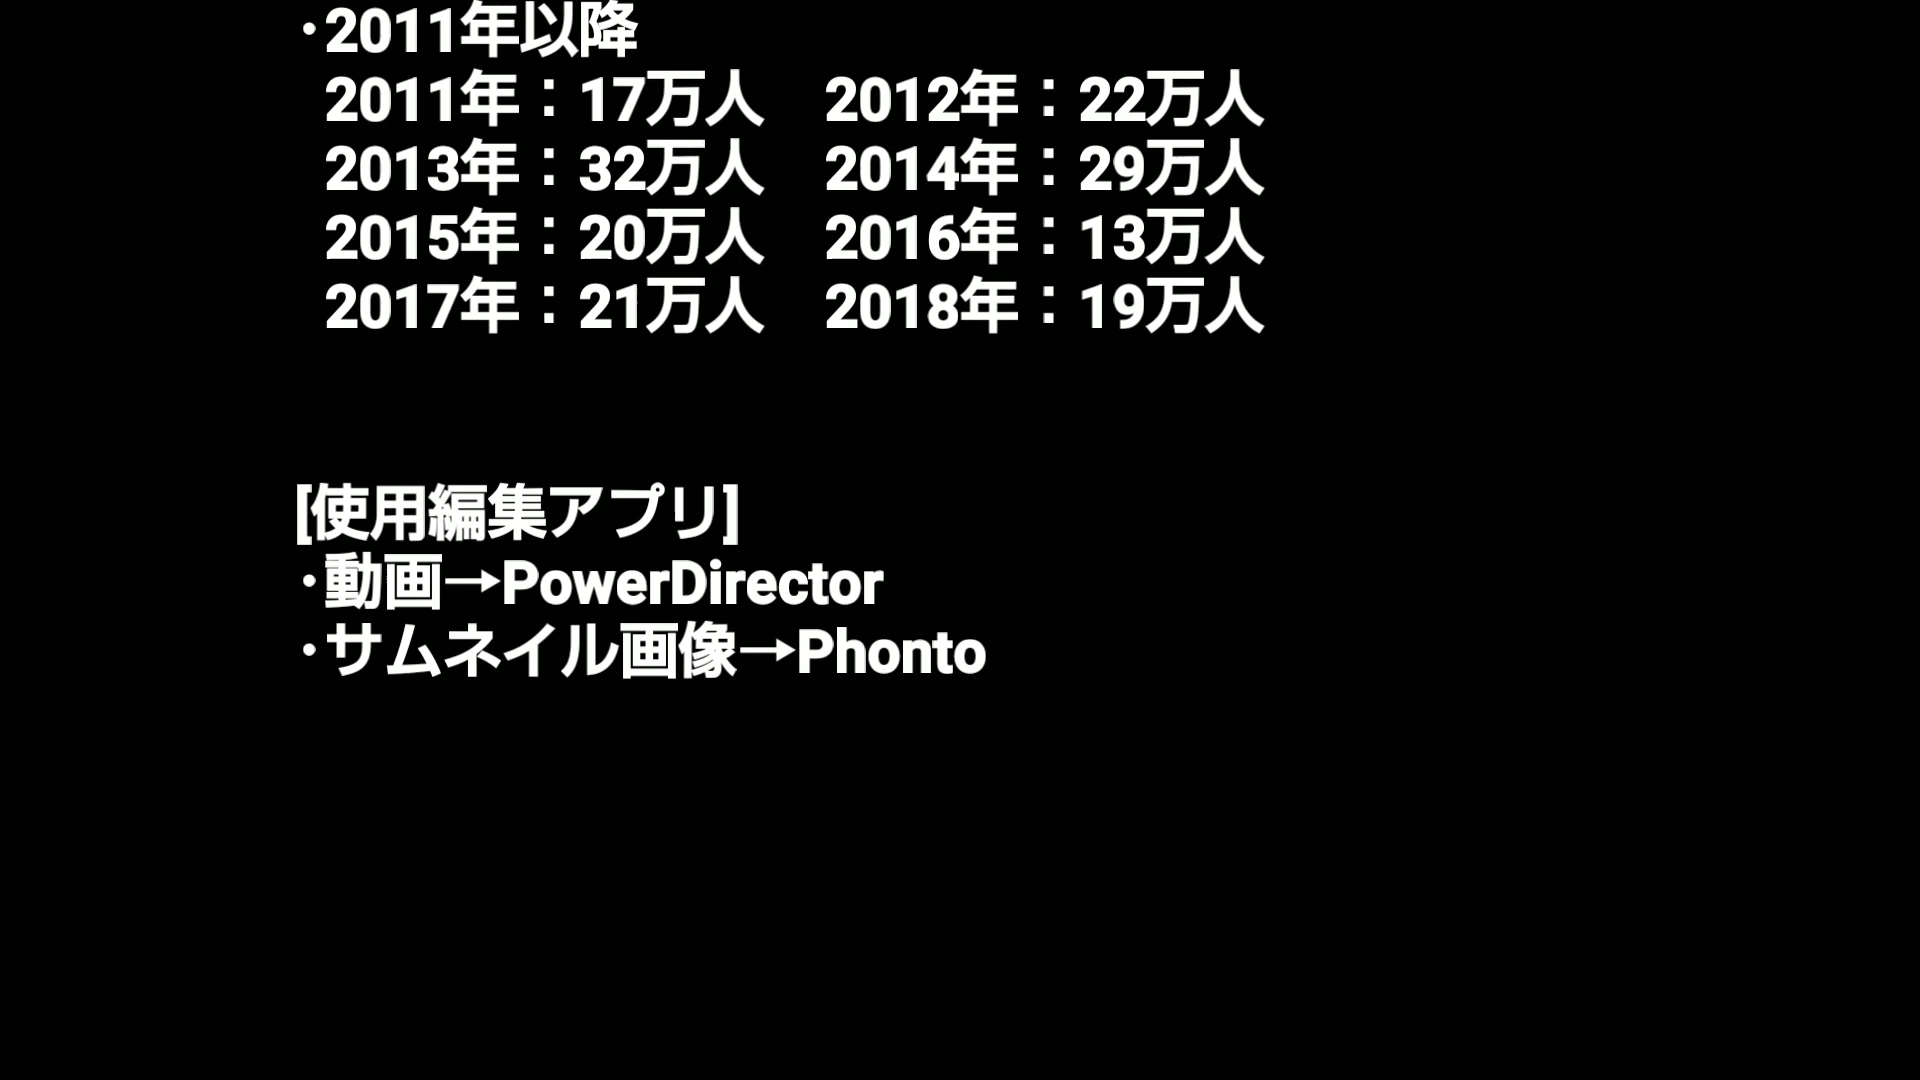 ・2011年以降
2011年：17万人　2012年：22万人
2013年：32万人　2014年：29万人
2015年：20万人　2016年：13万人
2017年：21万人　2018年：19万人
[使用編集アプリ]
・動画→PowerDirector
・サムネイル画像→Phonto